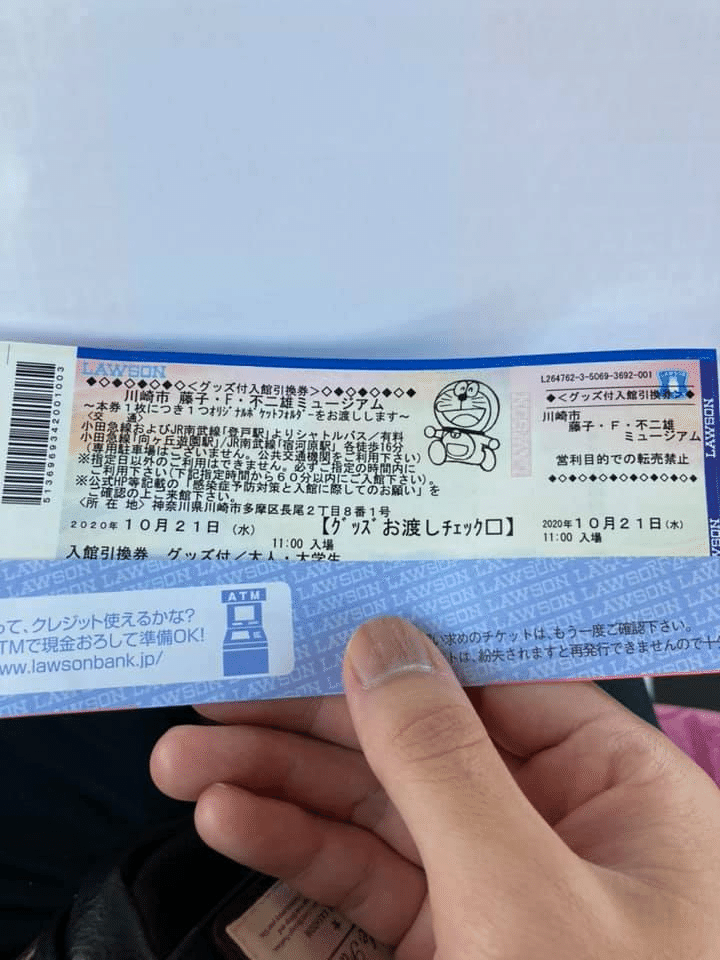 LAWSON
◆◇◆◇◆◇◆◇<グッズ付入館引換券>◇◆◇◆◇◆◇◆
川崎市 藤子・F・不二雄ミュージアム
~本券1枚につき1つオリジナルポケットフォルダーをお渡しします~
<交 通>
小田急線およびJR南武線「登戸駅」よりシャトルバス/有料
小田急線「向ヶ丘遊園駅」/JR南武線「宿河原駅」各徒歩16分
(専用駐車場はございません。公共交通機関をご利用下さい)
※指定日以外のご利用はできません。必ずご指定の時間内に
ご利用下さい(下記指定時間から60分以内にご入館下さい)。
※公式HP等記載の「感染症予防対策と入館に際してのお願い」を
ご確認の上ご来館下さい。
<所 在 地> 神奈川県川崎市多摩区長尾2丁目8番1号
2020年 10月21日 (水) 【グッズお渡しチェック□】
11:00 入場
入館引換券 グッズ付/大人・大学生
5136969342001003
L264762-3-5069-3692-001
LAWSON
◆<グッズ付入館引換券>◆
川崎市
藤子・F・不二雄
ミュージアム
営利目的での転売禁止
◆◇◆◇◆◇◆◇◆◇◆◇◆◇◆
2020年 10月21日(水)
11:00 入場
LAWSON
LAWSON
って、クレジット使えるかな?
ATM
TMで現金おろして準備OK!
www.lawsonbank.jp/
い求めのチケットは、もう一度ご確認下さい。
ットは、紛失されますと再発行できませんので十